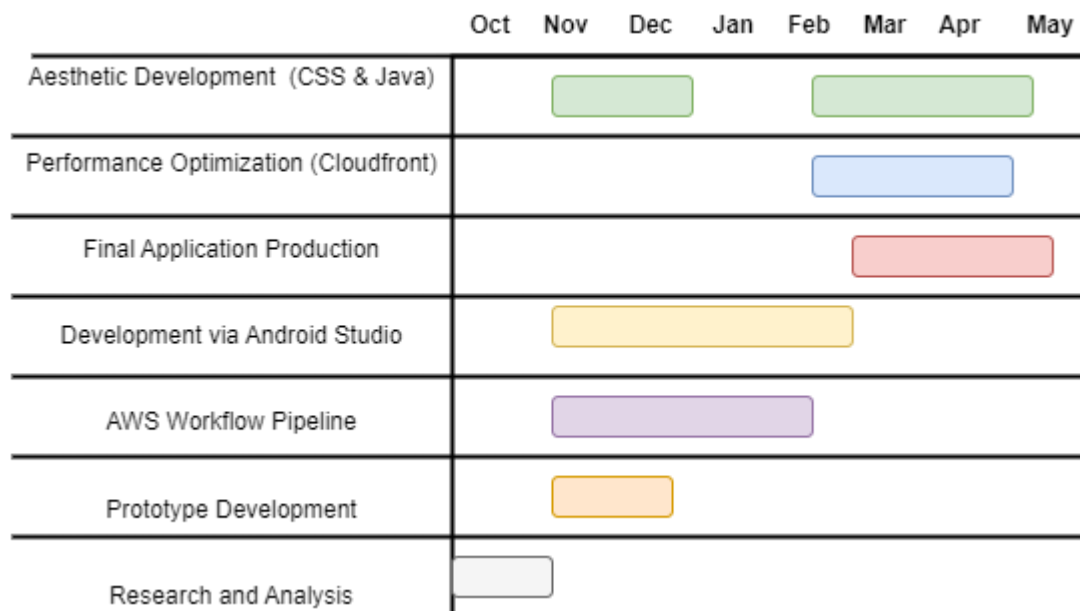 Oct Nov Dec Jan Feb Mar Apr May
Aesthetic Development (CSS & Java)
Performance Optimization (Cloudfront)
Final Application Production
Development via Android Studio
AWS Workflow Pipeline
Prototype Development
Research and Analysis